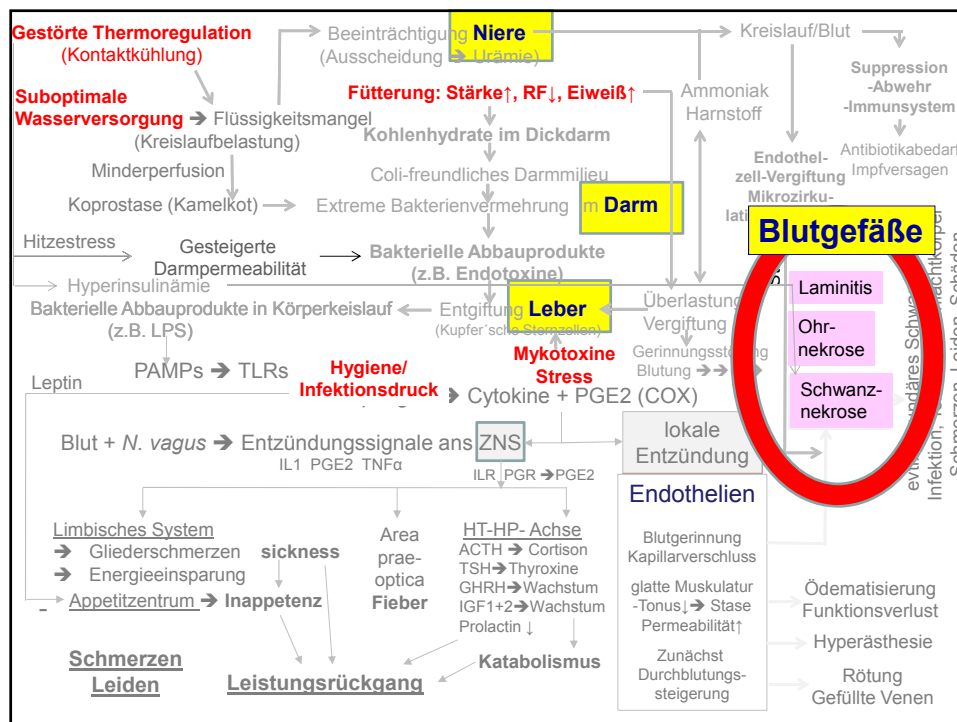 Gestörte Thermoregulation
(Kontaktkühlung)
Beeinträchtigung Niere
(Ausscheidung ➔ Urämie)
Kreislauf/Blut
Suppression
-Abwehr
-Immunsystem
Antibiotikabedarf
Impfversagen
Suboptimale
Wasserversorgung ➔ Flüssigkeitsmangel
(Kreislaufbelastung)
Fütterung: Stärke↑, RF↓, Eiweiß↑
Ammoniak
Harnstoff
Kohlenhydrate im Dickdarm
Minderperfusion
Coli-freundliches Darmmilieu
Endothel-
zell-Vergiftung
Mikrozirku-
Koprostase (Kamelkot)
Extreme Bakterienvermehrung
Darm
Blutgefäße
Hitzestress
Gesteigerte
Darmpermeabilität
Bakterielle Abbauprodukte
(z.B. Endotoxine)
Hyperinsulinämie
Bakterielle Abbauprodukte in Körperkeislauf
(z.B. LPS)
Entgiftung Leber
(Kupfer´sche Sternzellen)
Überlastung
Vergiftung
Laminitis
Ohr-
nekrose
Schwanz-
nekrose
Gerinnungsstörung
Blutung ➔ ➔ ➔
Mykotoxine
Stress
Hygiene/
Infektionsdruck
Leptin
PAMPs ➔ TLRs
➔ Cytokine + PGE2 (COX)
Blut + N. vagus ➔ Entzündungssignale ans ZNS
IL1 PGE2 TNFα
ILR PGR ➔PGE2
lokale
Entzündung
Schmerzen, Leiden, Schäden
Endothelien
Blutgerinnung
Kapillarverschluss
glatte Muskulatur
-Tonus↓➔ Stase
Permeabilität↑
Zunächst
Durchblutungs-
steigerung
Ödematisierung
Funktionsverlust
Hyperästhesie
Rötung
Gefüllte Venen
Limbisches System
➔ Gliederschmerzen
➔ Energieeinsparung
- Appetitzentrum ➔ Inappetenz
sickness
Area
prae-
optica
Fieber
HT-HP- Achse
ACTH ➔ Cortison
TSH➔ Thyroxine
GHRH➔ Wachstum
IGF1+2➔Wachstum
Prolactin ↓
Katabolismus
Schmerzen
Leiden
Leistungsrückgang